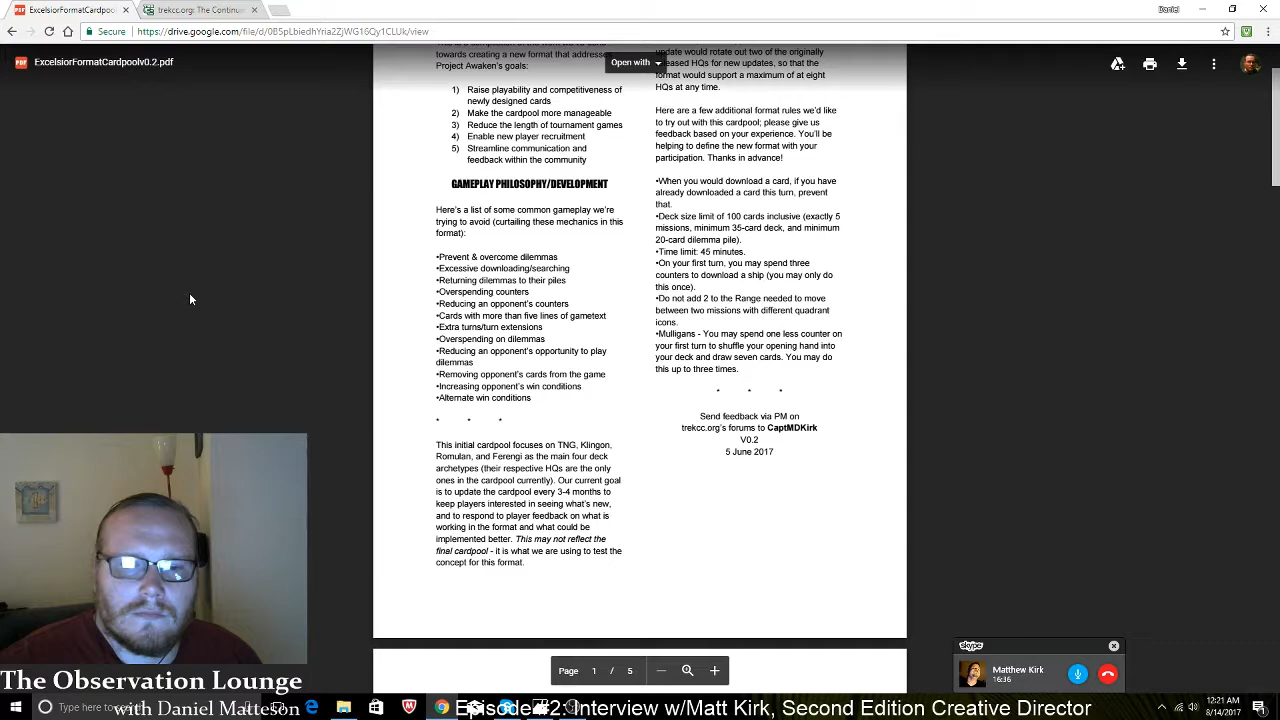 ExcelsiorFormatCardpoo
trekcc.org: The Continu
Daniel
https://drive.google.com/file/d/0B5pLbiedhYria2ZjWG16Qy1CLUk/view
ExcelsiorFormatCardpoolv0.2.pdf
Open with
towards creating a new format that addresses
Project Awaken's goals:
1) Raise playability and competitiveness of
newly designed cards
2) Make the cardpool more manageable
3) Reduce the length of tournament games
4) Enable new player recruitment
5) Streamline communication and
feedback within the community
GAMEPLAY PHILOSOPHY/DEVELOPMENT
Here's a list of some common gameplay we're
trying to avoid (curtailing these mechanics in this
format):
•Prevent & overcome dilemmas
•Excessive downloading/searching
•Returning dilemmas to their piles
•Overspending counters
•Reducing an opponent's counters
•Cards with more than five lines of gametext
•Extra turns/turn extensions
•Overspending on dilemmas
•Reducing an opponent's opportunity to play
dilemmas
•Removing opponent's cards from the game
•Increasing opponent's win conditions
•Alternate win conditions
* * *
This initial cardpool focuses on TNG, Klingon,
Romulan, and Ferengi as the main four deck
archetypes (their respective HQs are the only
ones in the cardpool currently). Our current goal
is to update the cardpool every 3-4 months to
keep players interested in seeing what's new,
and to respond to player feedback on what is
working in the format and what could be
implemented better. This may not reflect the
final cardpool - it is what we are using to test the
concept for this format.
update would rotate out two of the originally
released HQs for new updates, so that the
format would support a maximum of at eight
HQs at any time.
Here are a few additional format rules we'd like
to try out with this cardpool; please give us
feedback based on your experience. You'll be
helping to define the new format with your
participation. Thanks in advance!
•When you would download a card, if you have
already downloaded a card this turn, prevent
that.
•Deck size limit of 100 cards inclusive (exactly 5
missions, minimum 35-card deck, and minimum
20-card dilemma pile).
•Time limit: 45 minutes.
•On your first turn, you may spend three
counters to download a ship (you may only do
this once).
•Do not add 2 to the Range needed to move
between two missions with different quadrant
icons.
•Mulligans - You may spend one less counter on
your first turn to shuffle your opening hand into
your deck and draw seven cards. You may do
this up to three times.
* * *
Send feedback via PM on
trekcc.org's forums to CaptMDKirk
V0.2
5 June 2017
Page 1 / 5
skype
Matthew Kirk
16:36
The Observation Lounge
with Daniel Matteson
Episode #2: Interview w/Matt Kirk, Second Edition Creative Director
Type here to
12:21 AM
8/14/2017